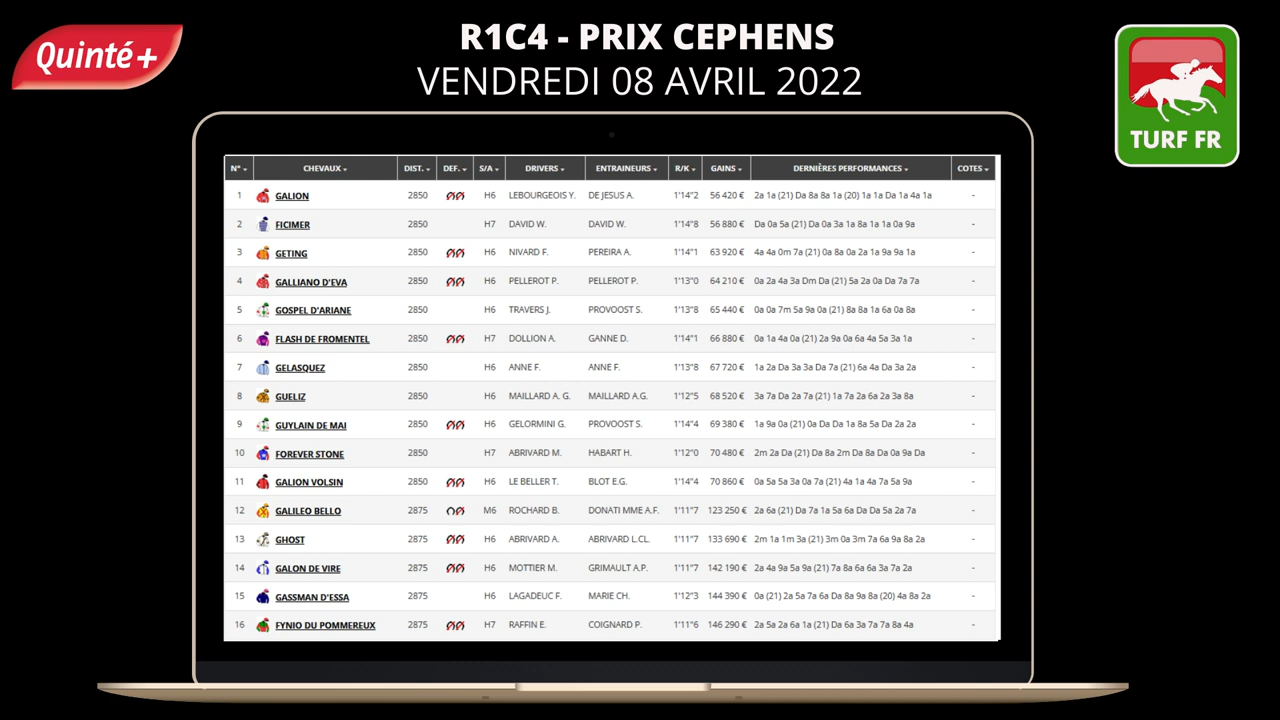 Quinté+
R1C4 - PRIX CEPHENS
VENDREDI 08 AVRIL 2022
TURF FR
N° CHEVAUX DIST. DEF. S/A DRIVERS ENTRAINEURS R/K GAINS DERNIÈRES PERFORMANCES COTES
1 GALION 2850 H6 LEBOURGEOIS Y. DE JESUS A. 1'14"2 56 420 € 2a 1a (21) Da 8a 8a 1a (20) 1a 1a Da 1a 4a 1a -
2 FICIMER 2850 H7 DAVID W. DAVID W. 1'14"8 56 880 € Da 0a 5a (21) Da 0a 3a 1a 8a 1a 1a 0a 9a -
3 GETING 2850 H6 NIVARD F. PEREIRA A. 1'14"1 63 920 € 4a 4a 0m 7a (21) 0a 8a 0a 2a 1a 9a 9a 1a -
4 GALLIANO D'EVA 2850 H6 PELLEROT P. PELLEROT P. 1'13"0 64 210 € 0a 2a 4a 3a Dm Da (21) 5a 2a 0a Da 7a 7a -
5 GOSPEL D'ARIANE 2850 H6 TRAVERS J. PROVOOST S. 1'13"8 65 440 € 0a 0a 7m 5a 9a 0a (21) 8a 8a 1a 6a 0a 8a -
6 FLASH DE FROMENTEL 2850 H7 DOLLION A. GANNE D. 1'14"1 66 880 € 0a 1a 4a 0a (21) 2a 9a 0a 6a 4a 5a 3a 1a -
7 GELASQUEZ 2850 H6 ANNE F. ANNE F. 1'13"8 67 720 € 1a 2a Da 3a 3a Da 7a (21) 6a 4a Da 3a 2a -
8 GUELIZ 2850 H6 MAILLARD A. G. MAILLARD A.G. 1'12"5 68 520 € 3a 7a Da 2a 7a (21) 1a 7a 2a 6a 2a 3a 8a -
9 GUYLAIN DE MAI 2850 H6 GELORMINI G. PROVOOST S. 1'14"4 69 380 € 1a 9a 0a (21) 0a Da Da 1a 8a 5a Da 2a 2a -
10 FOREVER STONE 2850 H7 ABRIVARD M. HABART H. 1'12"0 70 480 € 2m 2a Da (21) Da 8a 2m Da 8a Da 0a 9a Da -
11 GALION VOLSIN 2850 H6 LE BELLER T. BLOT E.G. 1'14"4 70 860 € 0a 5a 5a 3a 0a 7a (21) 4a 1a 4a 7a 5a 9a -
12 GALILEO BELLO 2875 M6 ROCHARD B. DONATI MME A.F. 1'11"7 123 250 € 2a 6a (21) Da 7a 1a 5a 6a Da Da 5a 2a 7a -
13 GHOST 2875 H6 ABRIVARD A. ABRIVARD L.CL. 1'11"7 133 690 € 2m 1a 1m 3a (21) 3m 0a 3m 7a 6a 9a 8a 2a -
14 GALON DE VIRE 2875 H6 MOTTIER M. GRIMAULT A.P. 1'11"7 142 190 € 2a 4a 9a 5a 9a (21) 7a 8a 6a 6a 3a 7a 2a -
15 GASSMAN D'ESSA 2875 H6 LAGADEUC F. MARIE CH. 1'12"3 144 390 € 0a (21) 2a 5a 7a 6a Da 8a 9a 8a (20) 4a 8a 2a -
16 FYNIO DU POMMEREUX 2875 H7 RAFFIN E. COIGNARD P. 1'11"6 146 290 € 2a 5a 2a 6a 1a (21) Da 6a 3a 7a 7a 8a 4a -